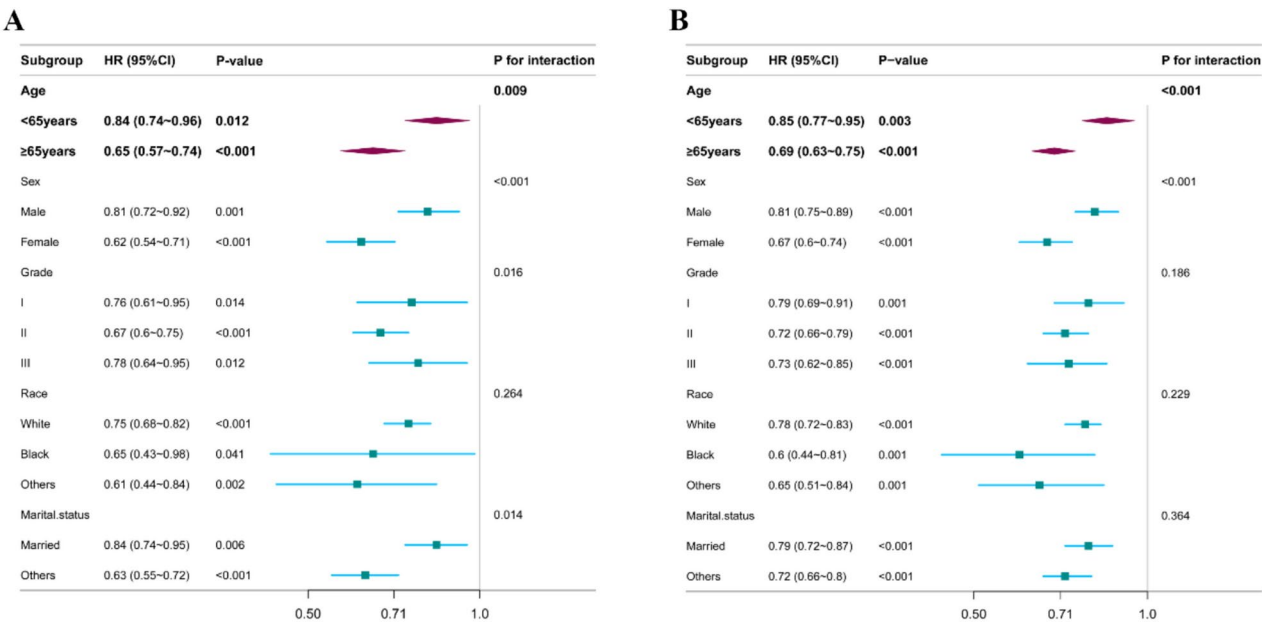 A
Subgroup HR (95%CI) P-value P for interaction
Age 0.009
<65years 0.84 (0.74~0.96) 0.012
≥65years 0.65 (0.57~0.74) <0.001
Sex <0.001
Male 0.81 (0.72~0.92) 0.001
Female 0.62 (0.54~0.71) <0.001
Grade 0.016
I 0.76 (0.61~0.95) 0.014
II 0.67 (0.6~0.75) <0.001
III 0.78 (0.64~0.95) 0.012
Race 0.264
White 0.75 (0.68~0.82) <0.001
Black 0.65 (0.43~0.98) 0.041
Others 0.61 (0.44~0.84) 0.002
Marital.status 0.014
Married 0.84 (0.74~0.95) 0.006
Others 0.63 (0.55~0.72) <0.001
0.50 0.71 1.0
B
Subgroup HR (95%CI) P−value P for interaction
Age <0.001
<65years 0.85 (0.77~0.95) 0.003
≥65years 0.69 (0.63~0.75) <0.001
Sex <0.001
Male 0.81 (0.75~0.89) <0.001
Female 0.67 (0.6~0.74) <0.001
Grade 0.186
I 0.79 (0.69~0.91) 0.001
II 0.72 (0.66~0.79) <0.001
III 0.73 (0.62~0.85) <0.001
Race 0.229
White 0.78 (0.72~0.83) <0.001
Black 0.6 (0.44~0.81) 0.001
Others 0.65 (0.51~0.84) 0.001
Marital.status 0.364
Married 0.79 (0.72~0.87) <0.001
Others 0.72 (0.66~0.8) <0.001
0.50 0.71 1.0